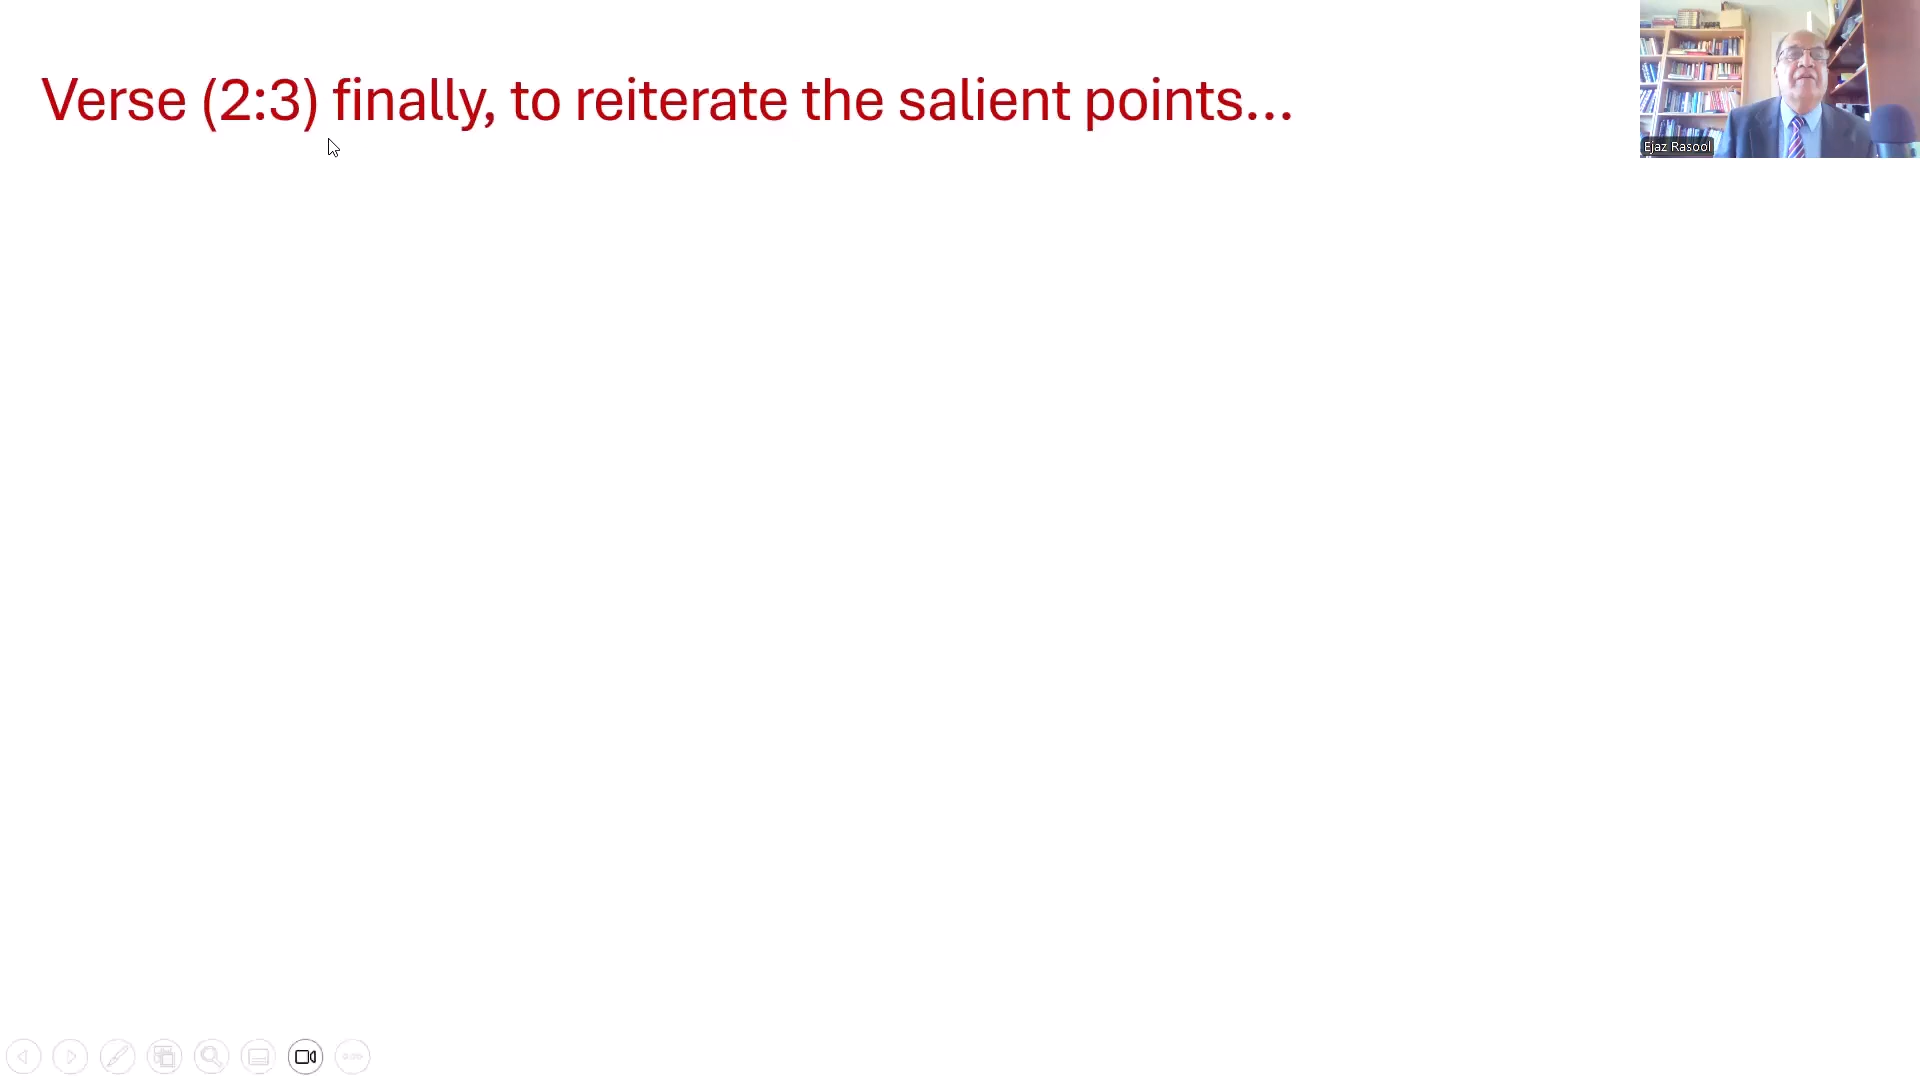 Verse (2:3) finally, to reiterate the salient points...
Ejaz Rasool